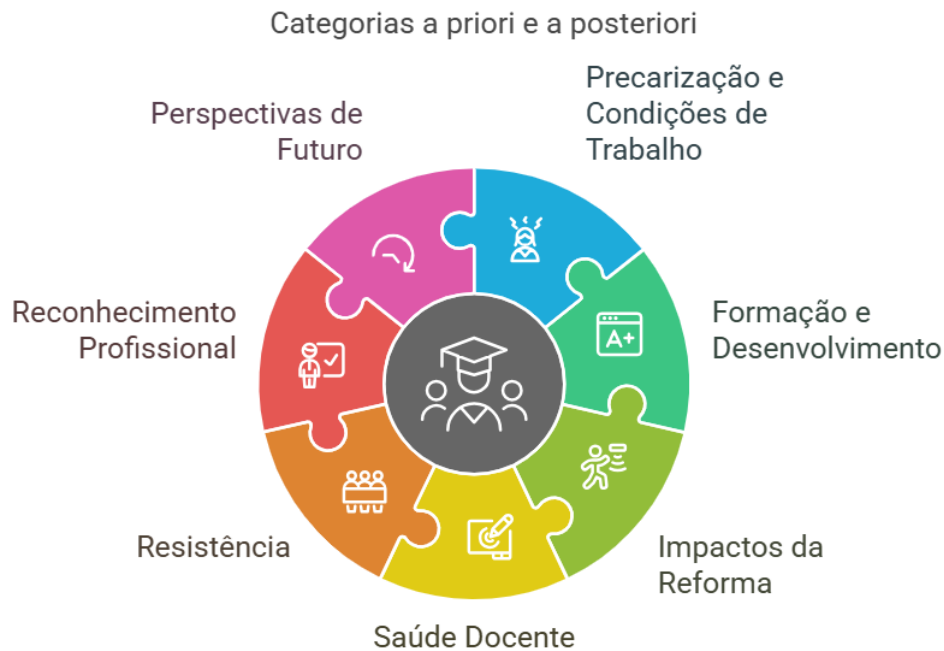 Categorias a priori e a posteriori
Precarização e
Condições de
Trabalho
Perspectivas de
Futuro
Formação e
Desenvolvimento
Reconhecimento
Profissional
A+
Impactos da
Reforma
Resistência
Saúde Docente